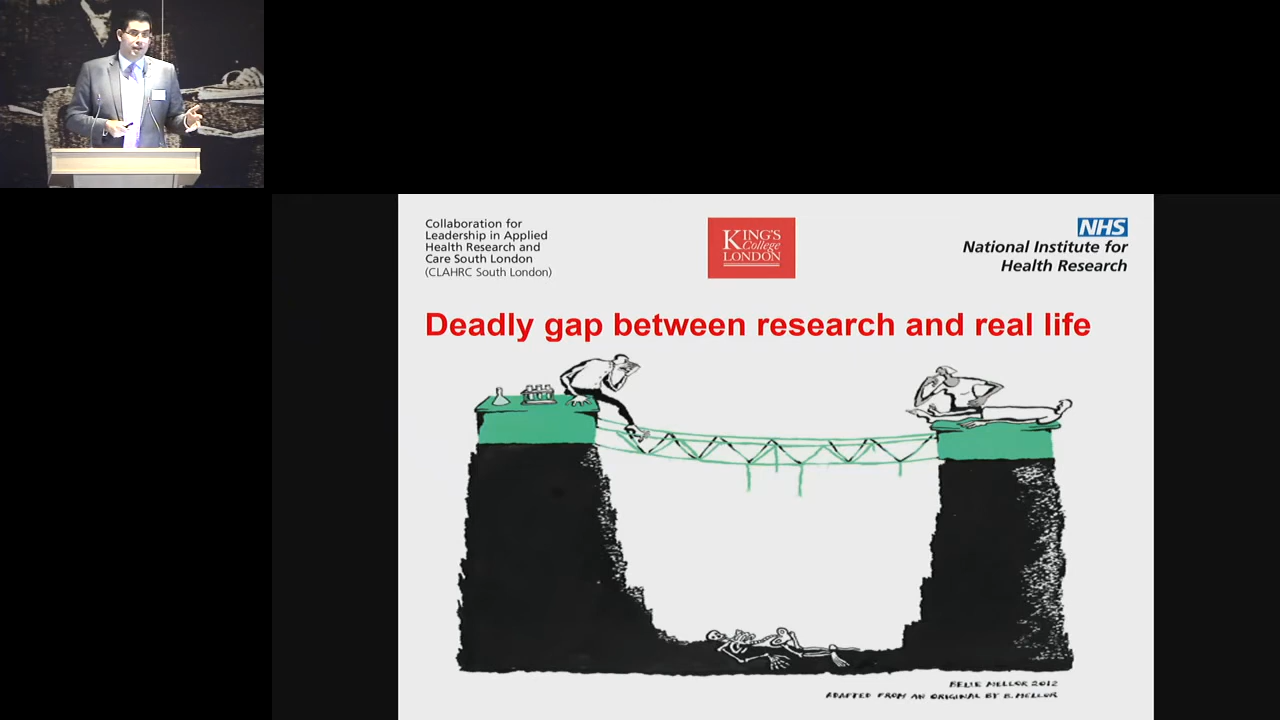 Collaboration for
Leadership in Applied
Health Research and
Care South London
(CLAHRC South London)
KING'S
College
LONDON
NHS
National Institute for
Health Research
Deadly gap between research and real life
BELLE MELLOR 2012
ADAPTED FROM AN ORIGINAL BY B. MELLOR